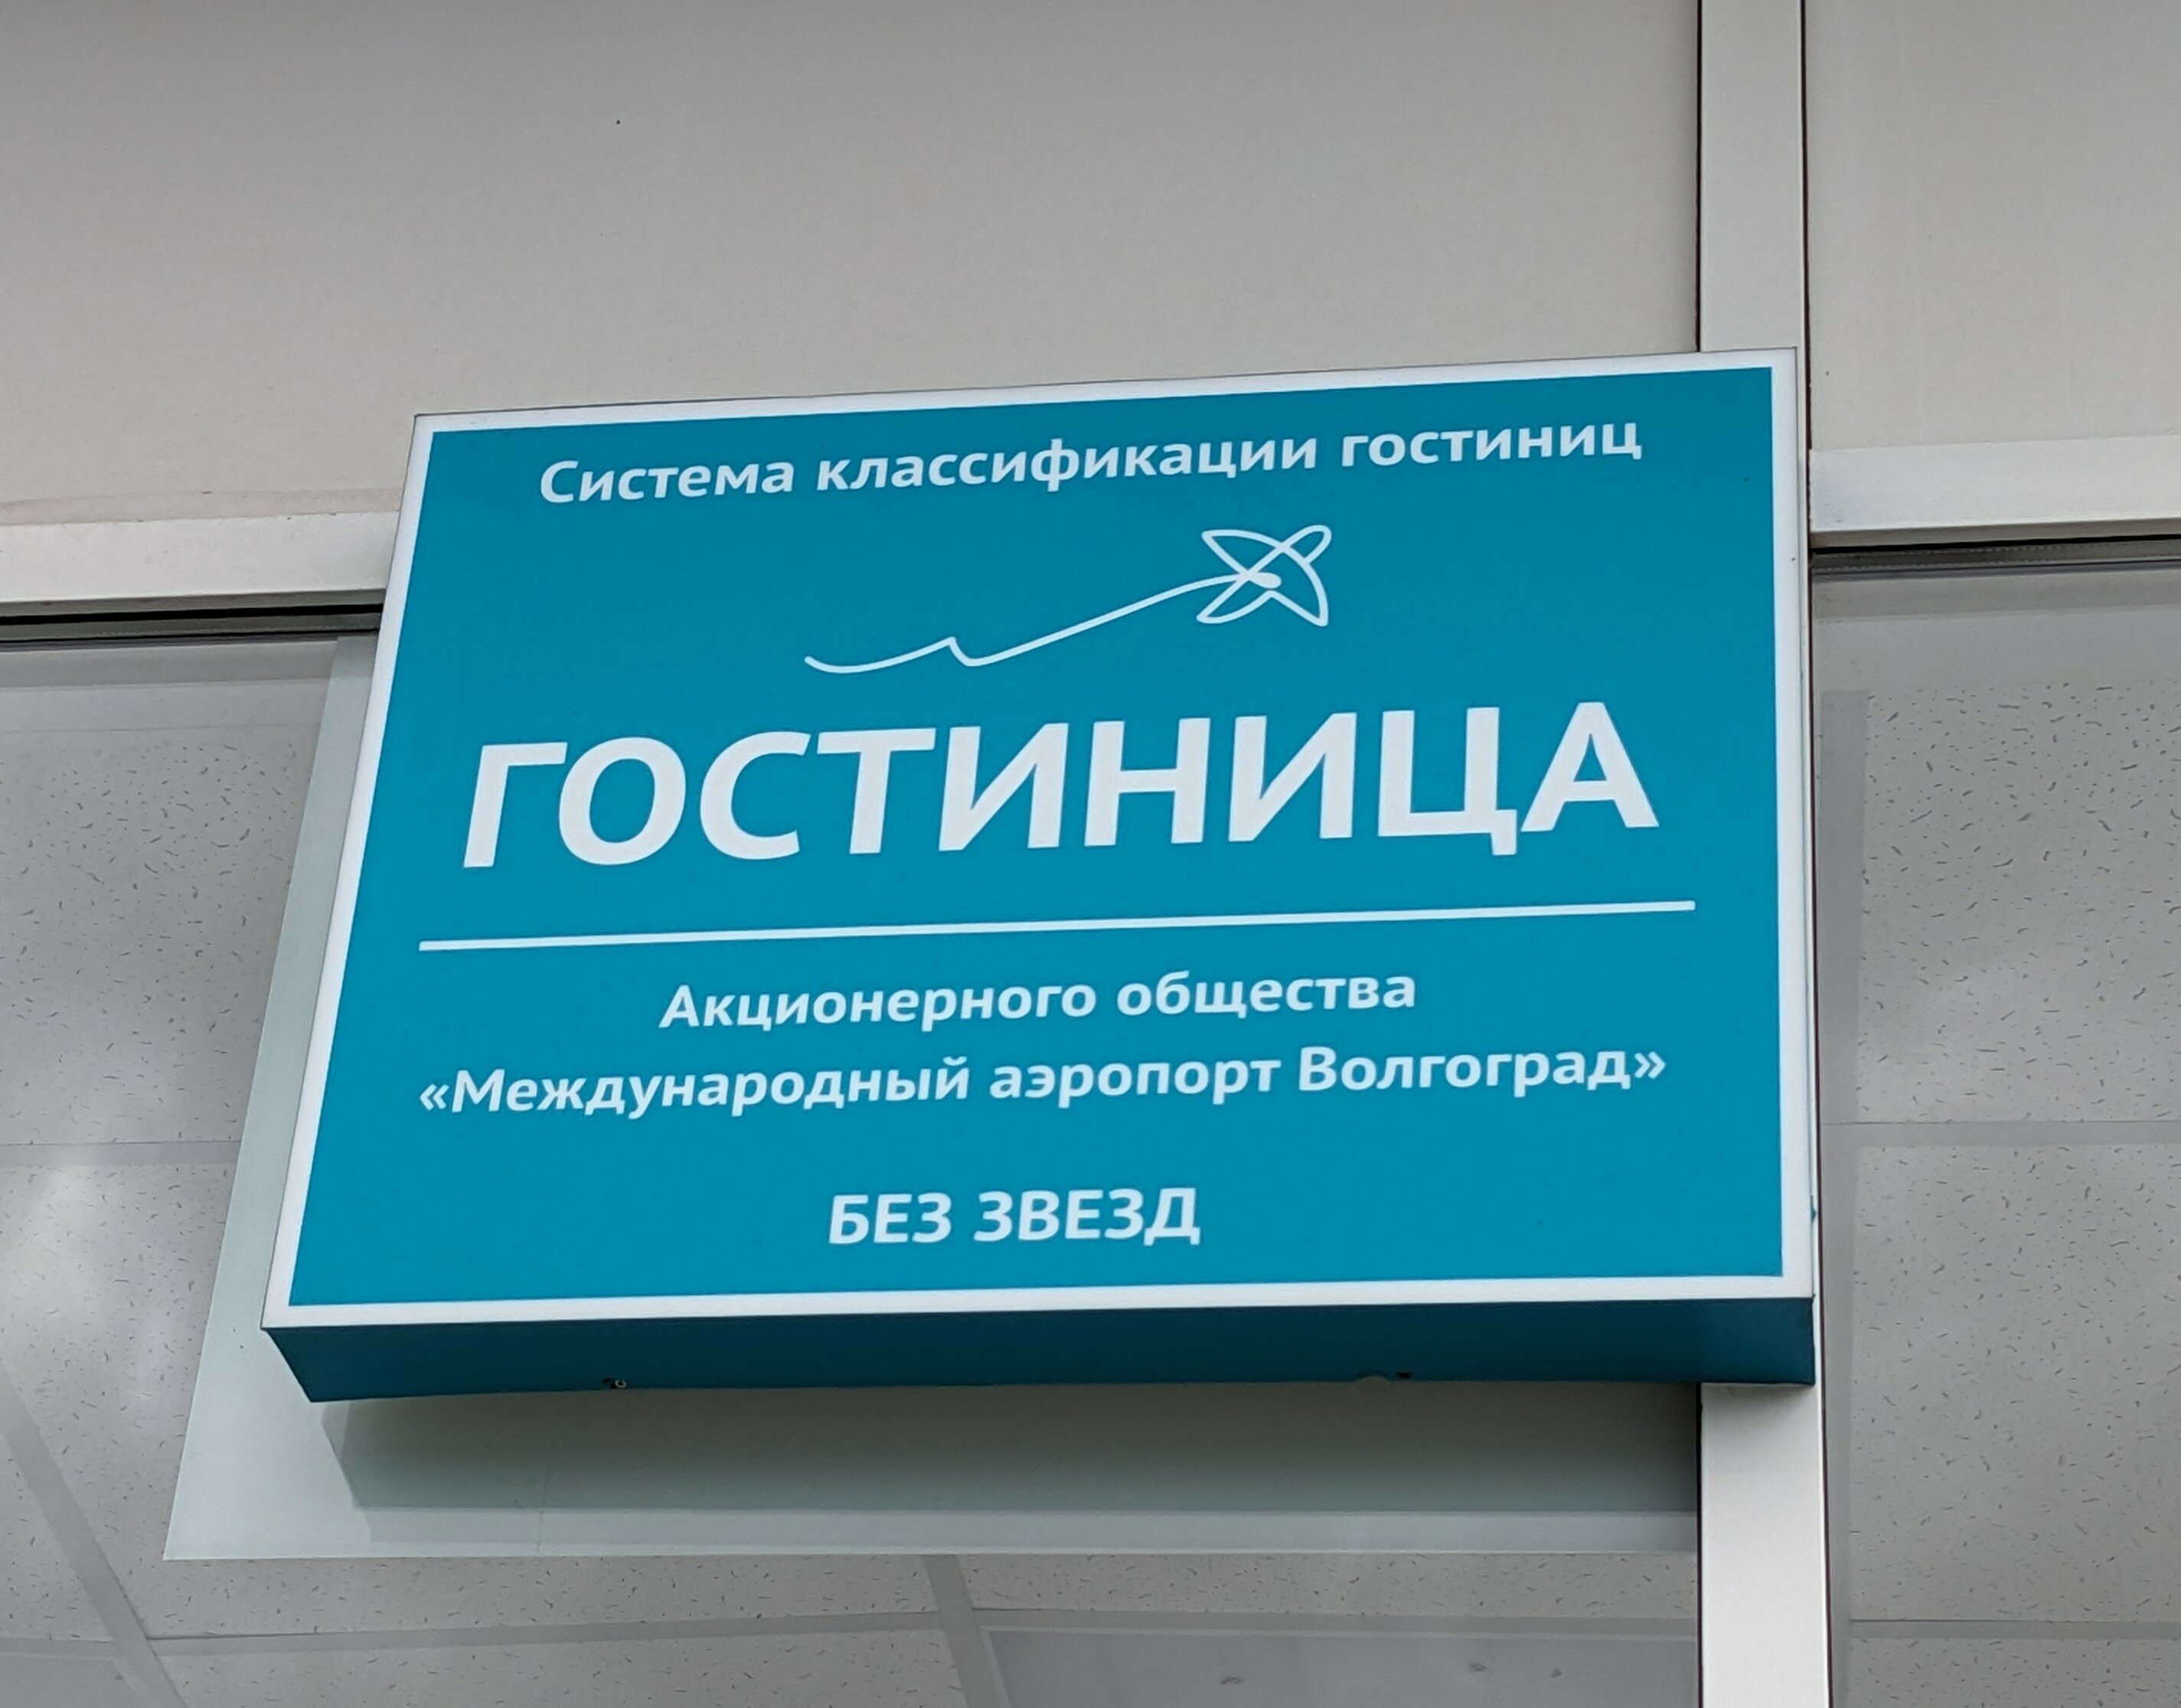 Система классификации гостиниц
ГОСТИНИЦА
Акционерного общества
«Международный аэропорт Волгоград»
БЕЗ ЗВЕЗД